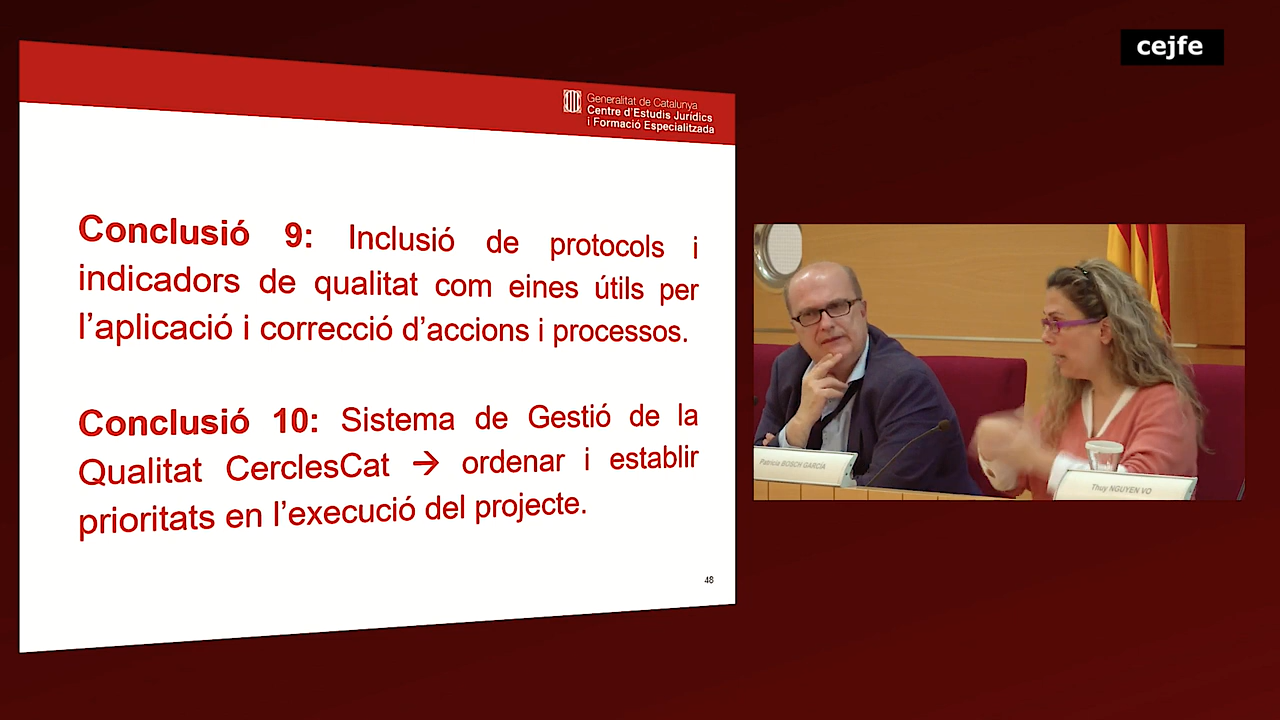 cejfe
Generalitat de Catalunya
Centre d'Estudis Jurídics
i Formació Especialitzada
Conclusió 9: Inclusió de protocols i
indicadors de qualitat com eines útils per
l'aplicació i correcció d'accions i processos.
Conclusió 10: Sistema de Gestió de la
Qualitat CerclesCat → ordenar i establir
prioritats en l'execució del projecte.
48
Patrícia BOSCH GARCIA
Thuy NGUYEN VO